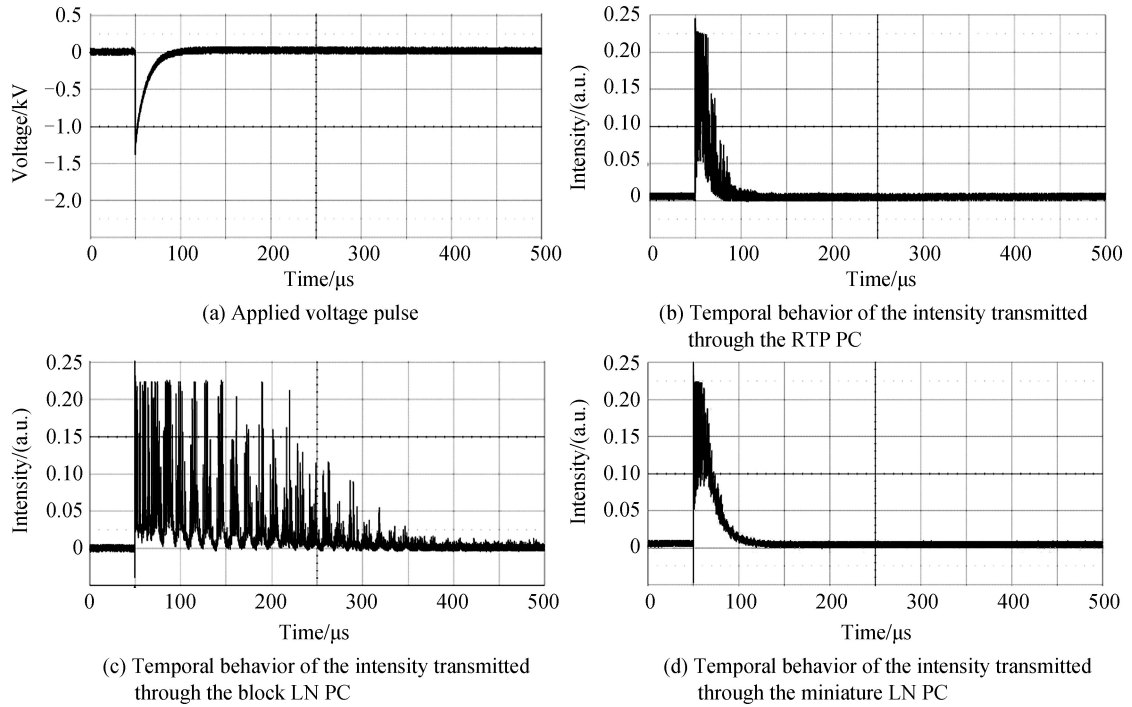 0.5
0
−0.5
−1.0
−1.5
−2.0
Voltage/kV
0 100 200 300 400 500
Time/μs
(a) Applied voltage pulse
0.25
0.20
0.15
0.10
0.05
0
Intensity/(a.u.)
0 100 200 300 400 500
Time/μs
(b) Temporal behavior of the intensity transmitted
through the RTP PC
0.25
0.20
0.15
0.10
0.05
0
Intensity/(a.u.)
0 100 200 300 400 500
Time/μs
(c) Temporal behavior of the intensity transmitted
through the block LN PC
0.25
0.20
0.15
0.10
0.05
0
Intensity/(a.u.)
0 100 200 300 400 500
Time/μs
(d) Temporal behavior of the intensity transmitted
through the miniature LN PC